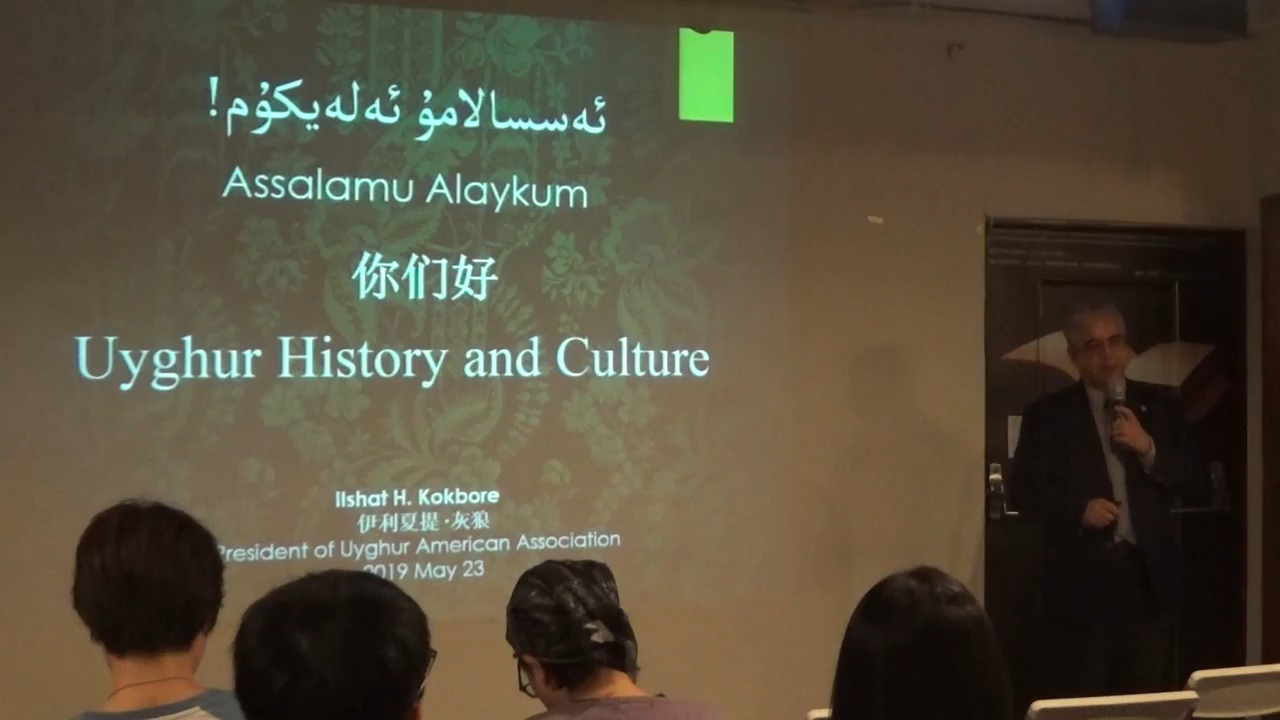 ئەسسالامۇ ئەلەيكۇم!
Assalamu Alaykum
你们好
Uyghur History and Culture
Ilshat H. Kokbore
伊利夏提·灰狼
President of Uyghur American Association
2019 May 23